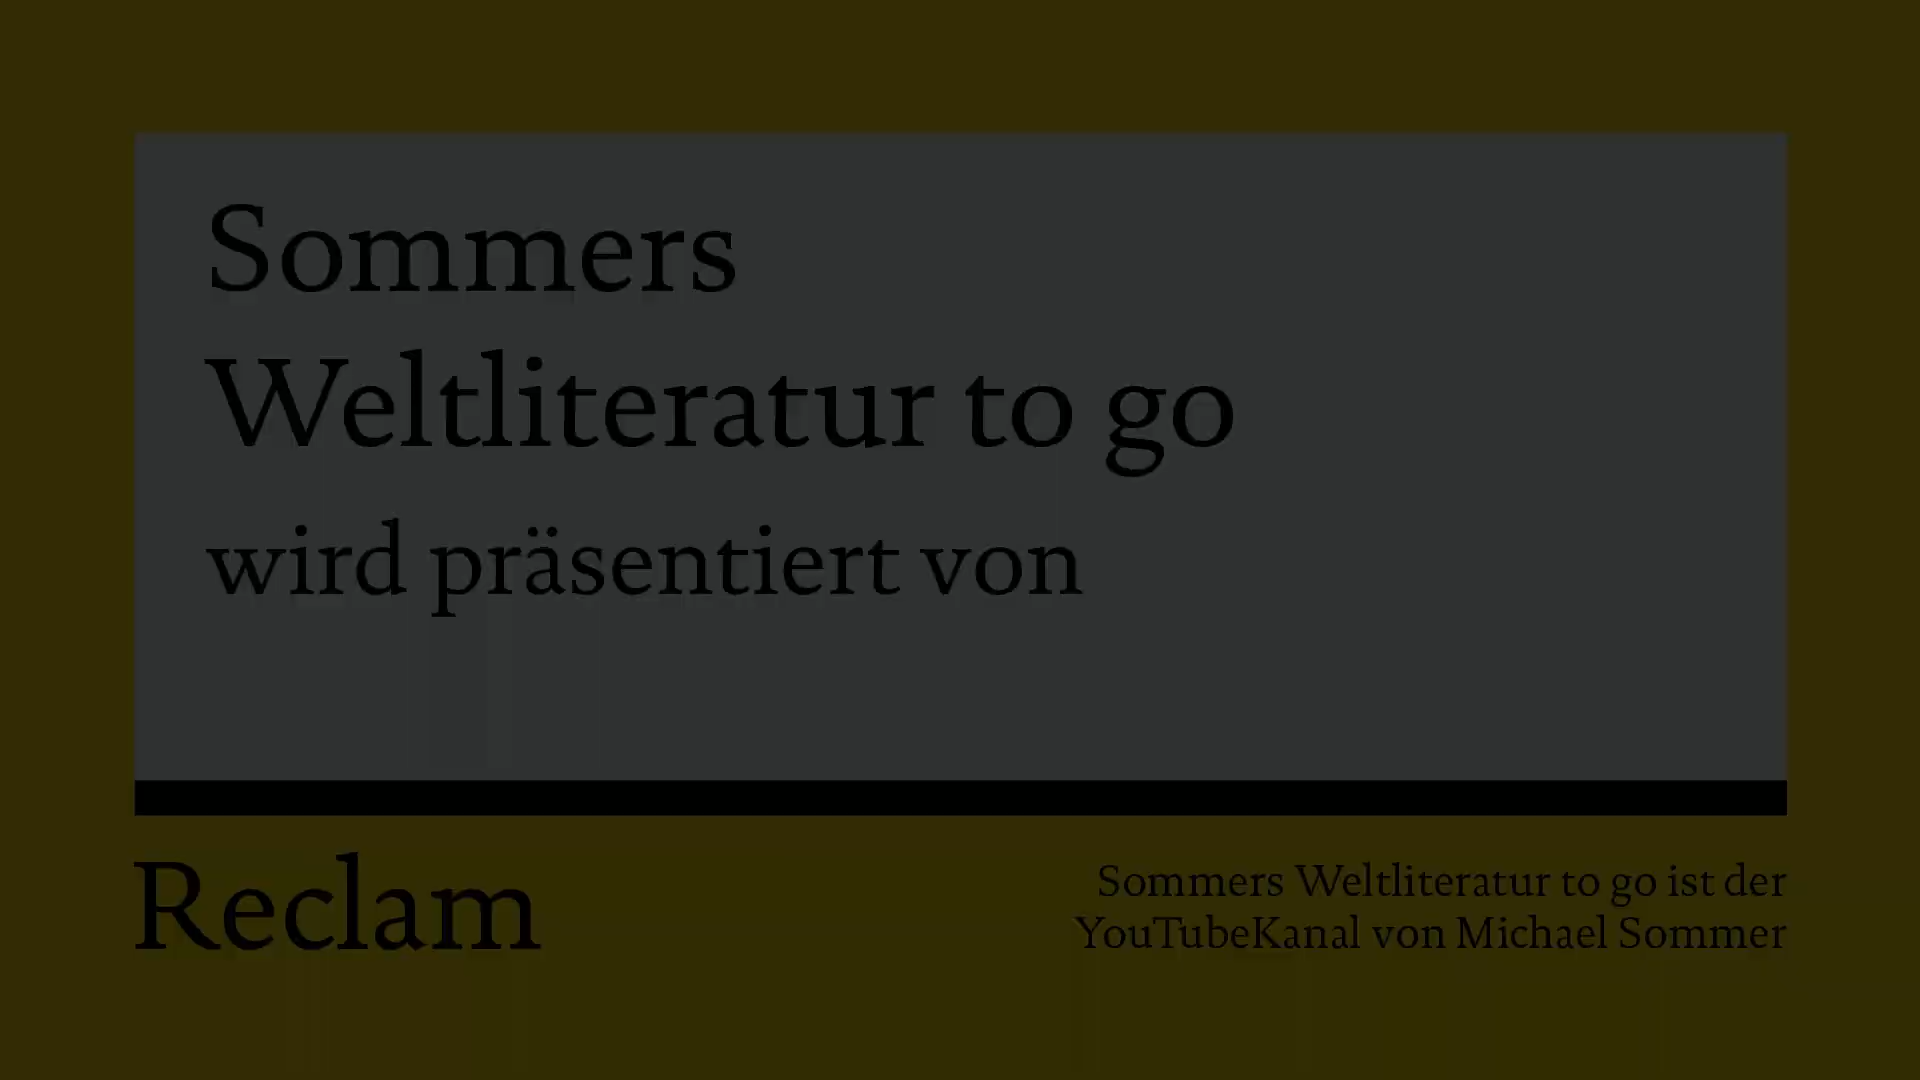 Sommers
Weltliteratur to go
wird präsentiert von
Reclam
Sommers Weltliteratur to go ist der
YouTubeKanal von Michael Sommer